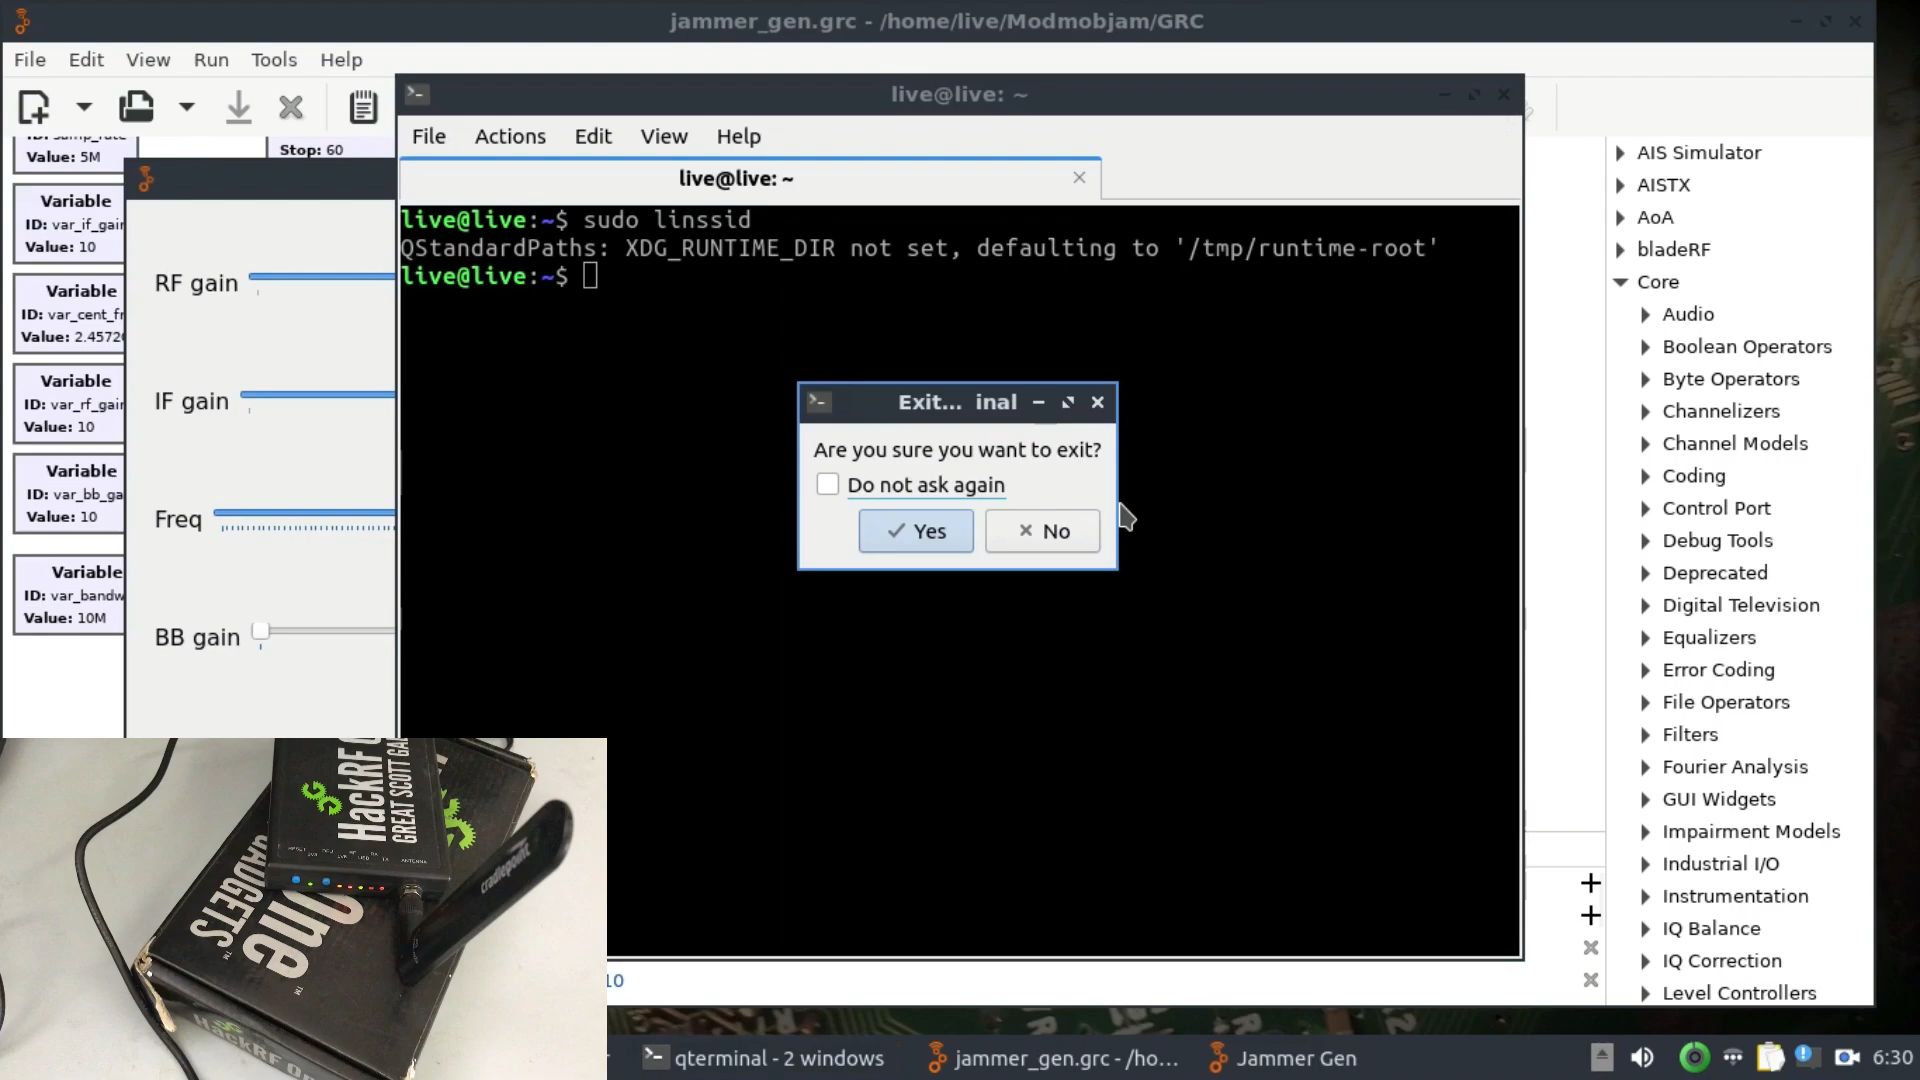 jammer_gen.grc - /home/live/Modmobjam/GRC
File Edit View Run Tools Help
live@live: ~
File Actions Edit View Help
live@live: ~
Value: 5M
Stop: 60
Variable
ID: var_if_gain
Value: 10
Variable
ID: var_cent_fr
Value: 2.4572
Variable
ID: var_rf_gain
Value: 10
Variable
ID: var_bb_ga
Value: 10
Variable
ID: var_bandw
Value: 10M
RF gain
IF gain
Freq
BB gain
live@live:~$ sudo linssid
QStandardPaths: XDG_RUNTIME_DIR not set, defaulting to '/tmp/runtime-root'
live@live:~$
Exit... inal
Are you sure you want to exit?
Do not ask again
Yes No
AIS Simulator
AISTX
AoA
bladeRF
Core
Audio
Boolean Operators
Byte Operators
Channelizers
Channel Models
Coding
Control Port
Debug Tools
Deprecated
Digital Television
Equalizers
Error Coding
File Operators
Filters
Fourier Analysis
GUI Widgets
Impairment Models
Industrial I/O
Instrumentation
IQ Balance
IQ Correction
Level Controllers
HackRF
GREAT SCOTT GA
cradlepoint
GADGETS™
One™
HackRF On
10
qterminal - 2 windows
jammer_gen.grc - /ho...
Jammer Gen
6:30